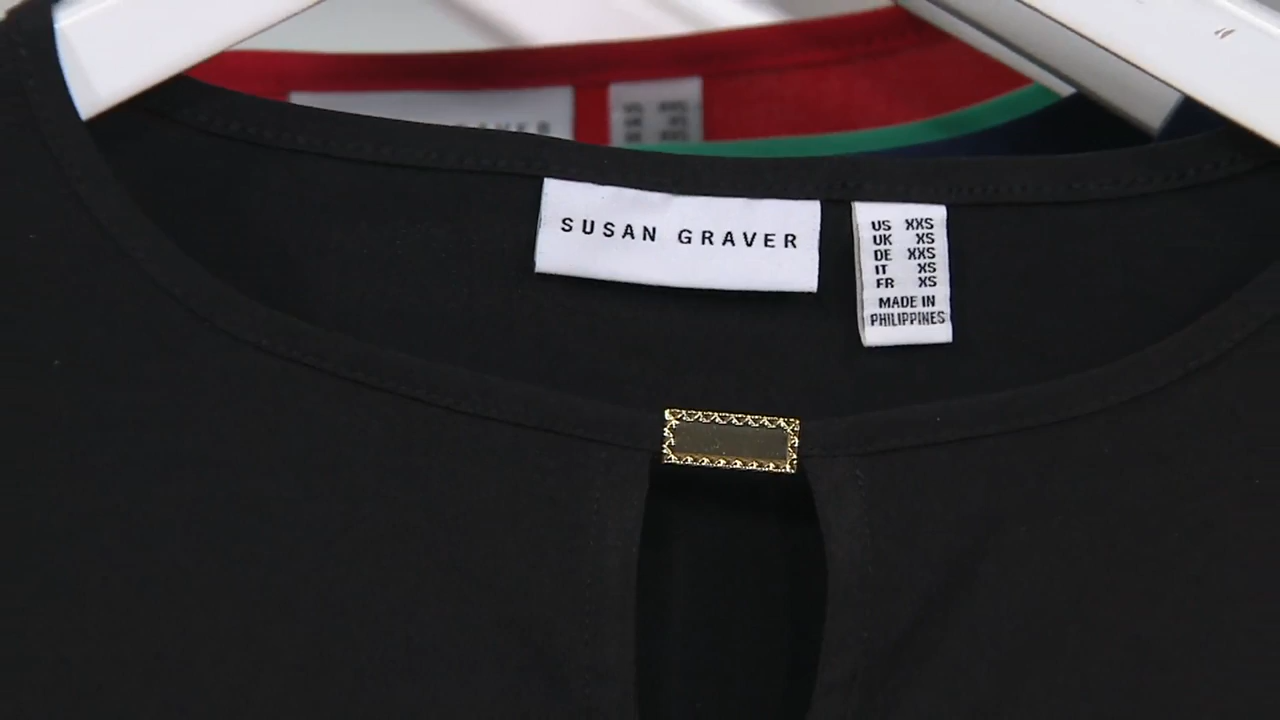 SUSAN GRAVER
US XXS
UK XS
DE XXS
IT XS
FR XS
MADE IN
PHILIPPINES